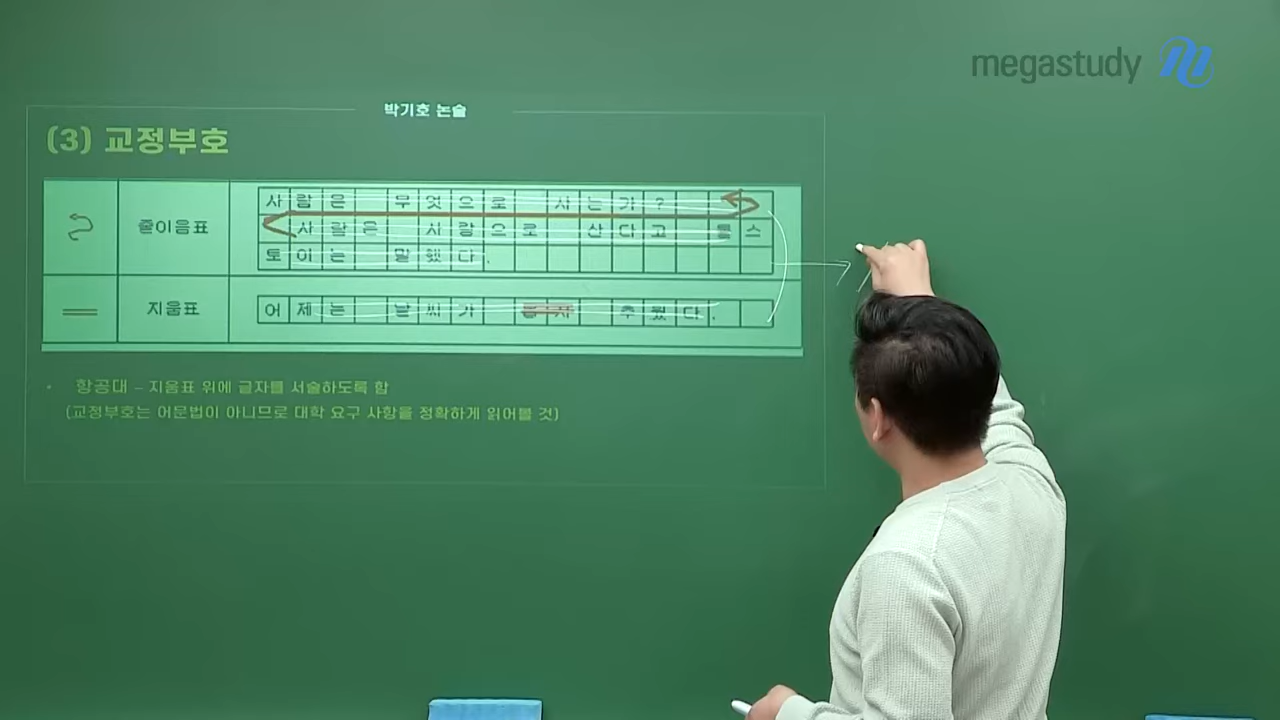 megastudy
박기호 논술
(3) 교정부호
줄이음표
사람은 무엇으로 사는가?
사람은 사랑으로 산다고 톨스
토이는 말했다.
지움표
어제는 날씨가 추웠다.
• 항공대 – 지움표 위에 글자를 서술하도록 함
(교정부호는 어문법이 아니므로 대학 요구 사항을 정확하게 읽어볼 것)